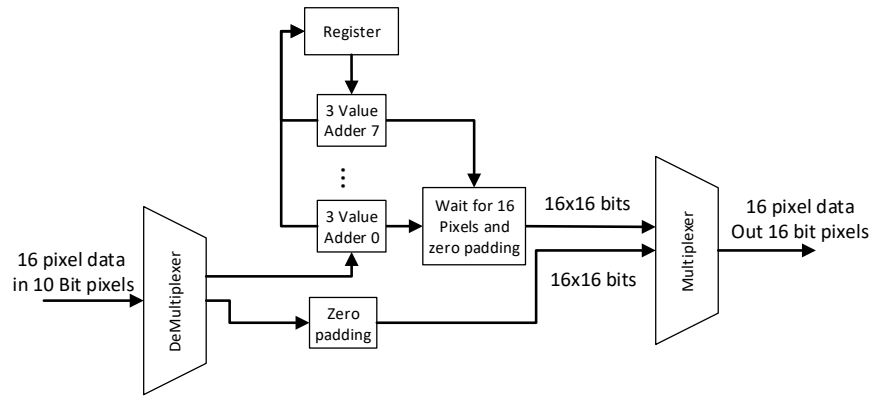 Register
3 Value
Adder 7
...
3 Value
Adder 0
Wait for 16
Pixels and
zero padding
16x16 bits
16 pixel data
Out 16 bit pixels
Multiplexer
16 pixel data
in 10 Bit pixels
DeMultiplexer
16x16 bits
Zero
padding